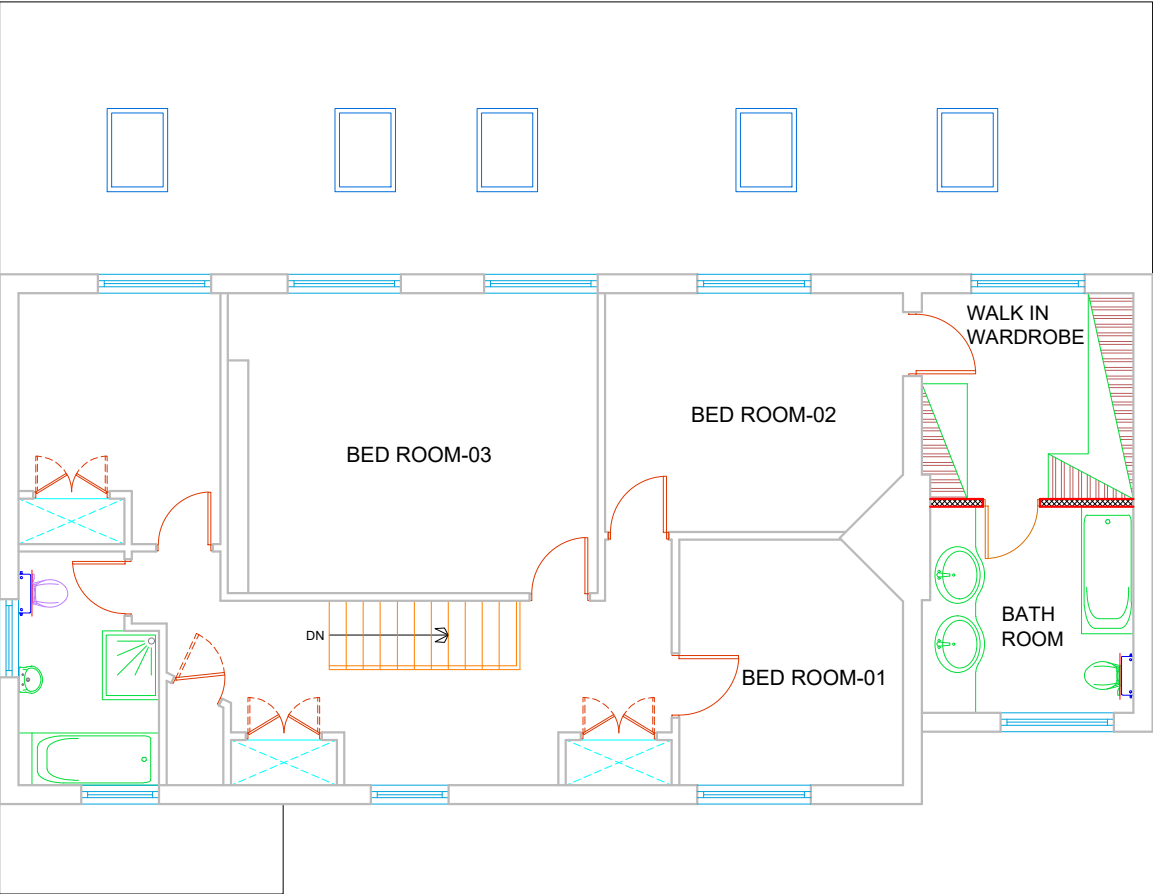 WALK IN
WARDROBE
BED ROOM-02
BED ROOM-03
BATH
ROOM
DN
BED ROOM-01